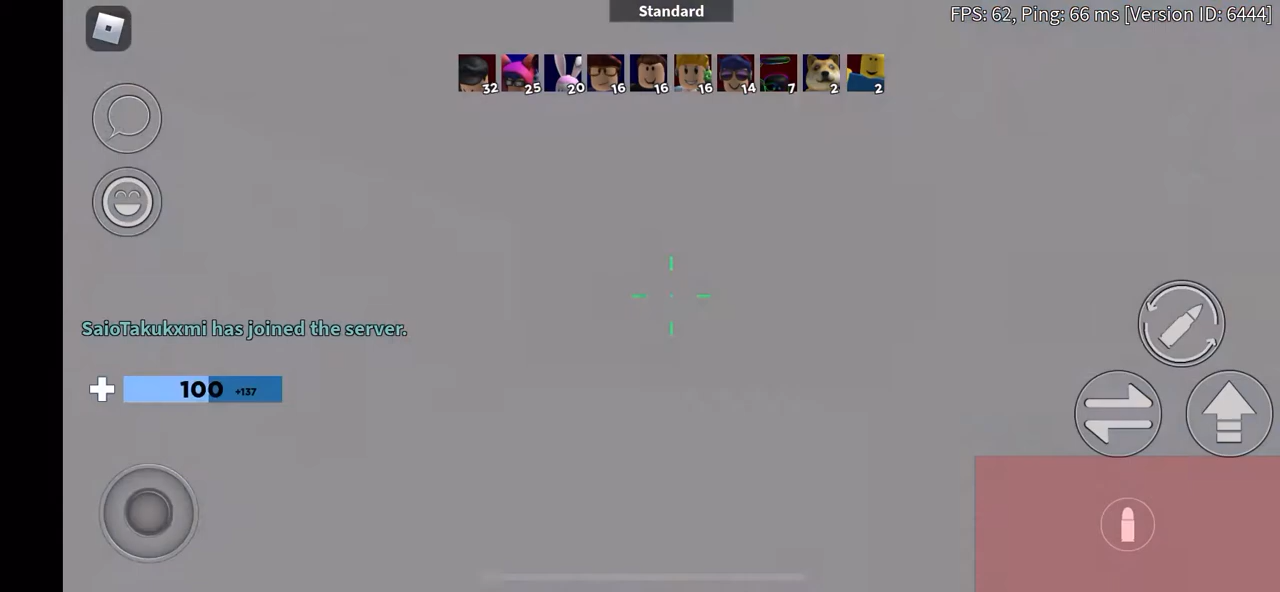 Standard
FPS: 62, Ping: 66 ms [Version ID: 6444]
32 25 20 16 16 16 14 7 2 2
SaioTakukxmi has joined the server.
100 +137